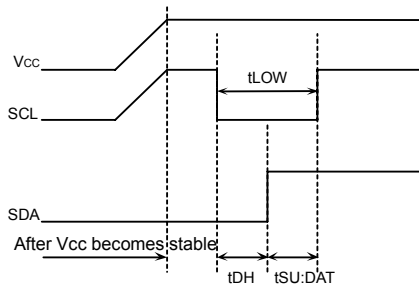 VCC
tLOW
SCL
SDA
After Vcc becomes stable
tDH
tSU:DAT